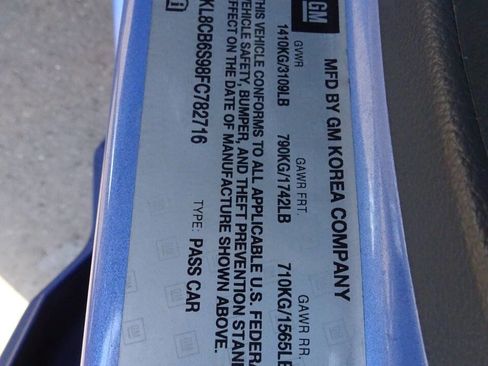 GM
MFD BY GM KOREA COMPANY
GVWR GAWR FRT. GAWR RR.
1410KG/3109LB 790KG/1742LB 710KG/1565LB
THIS VEHICLE CONFORMS TO ALL APPLICABLE U.S. FEDERA
VEHICLE SAFETY, BUMPER, AND THEFT PREVENTION STAN
EFFECT ON THE DATE OF MANUFACTURE SHOWN ABOVE.
KL8CB6S98FC782716 TYPE: PASS CAR